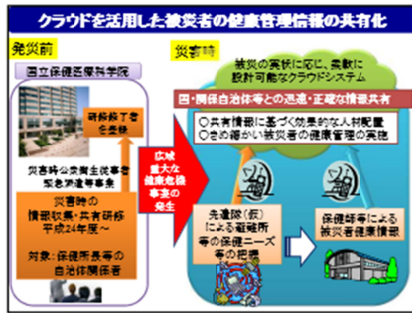 クラウドを活用した被災者の健康管理情報の共有化
発災前
国立保健医療科学院
研修修了者
を登録
災害時公衆衛生従事者
緊急派遣等事業
災害時の
情報収集・共有研修
平成24年度～
対象：保健所長等の
自治体関係者
広域
重大な
健康危機
事案の
発生
災害時
被災の実状に応じ、柔軟に
設計可能なクラウドシステム
国・関係自治体等との迅速・正確な情報共有
○共有情報に基づく効果的な人材配置
○きめ細かい被災者の健康管理の実施
先遣隊（仮）
による避難所
等の保健ニーズ
等の把握
保健師等による
被災者健康情報